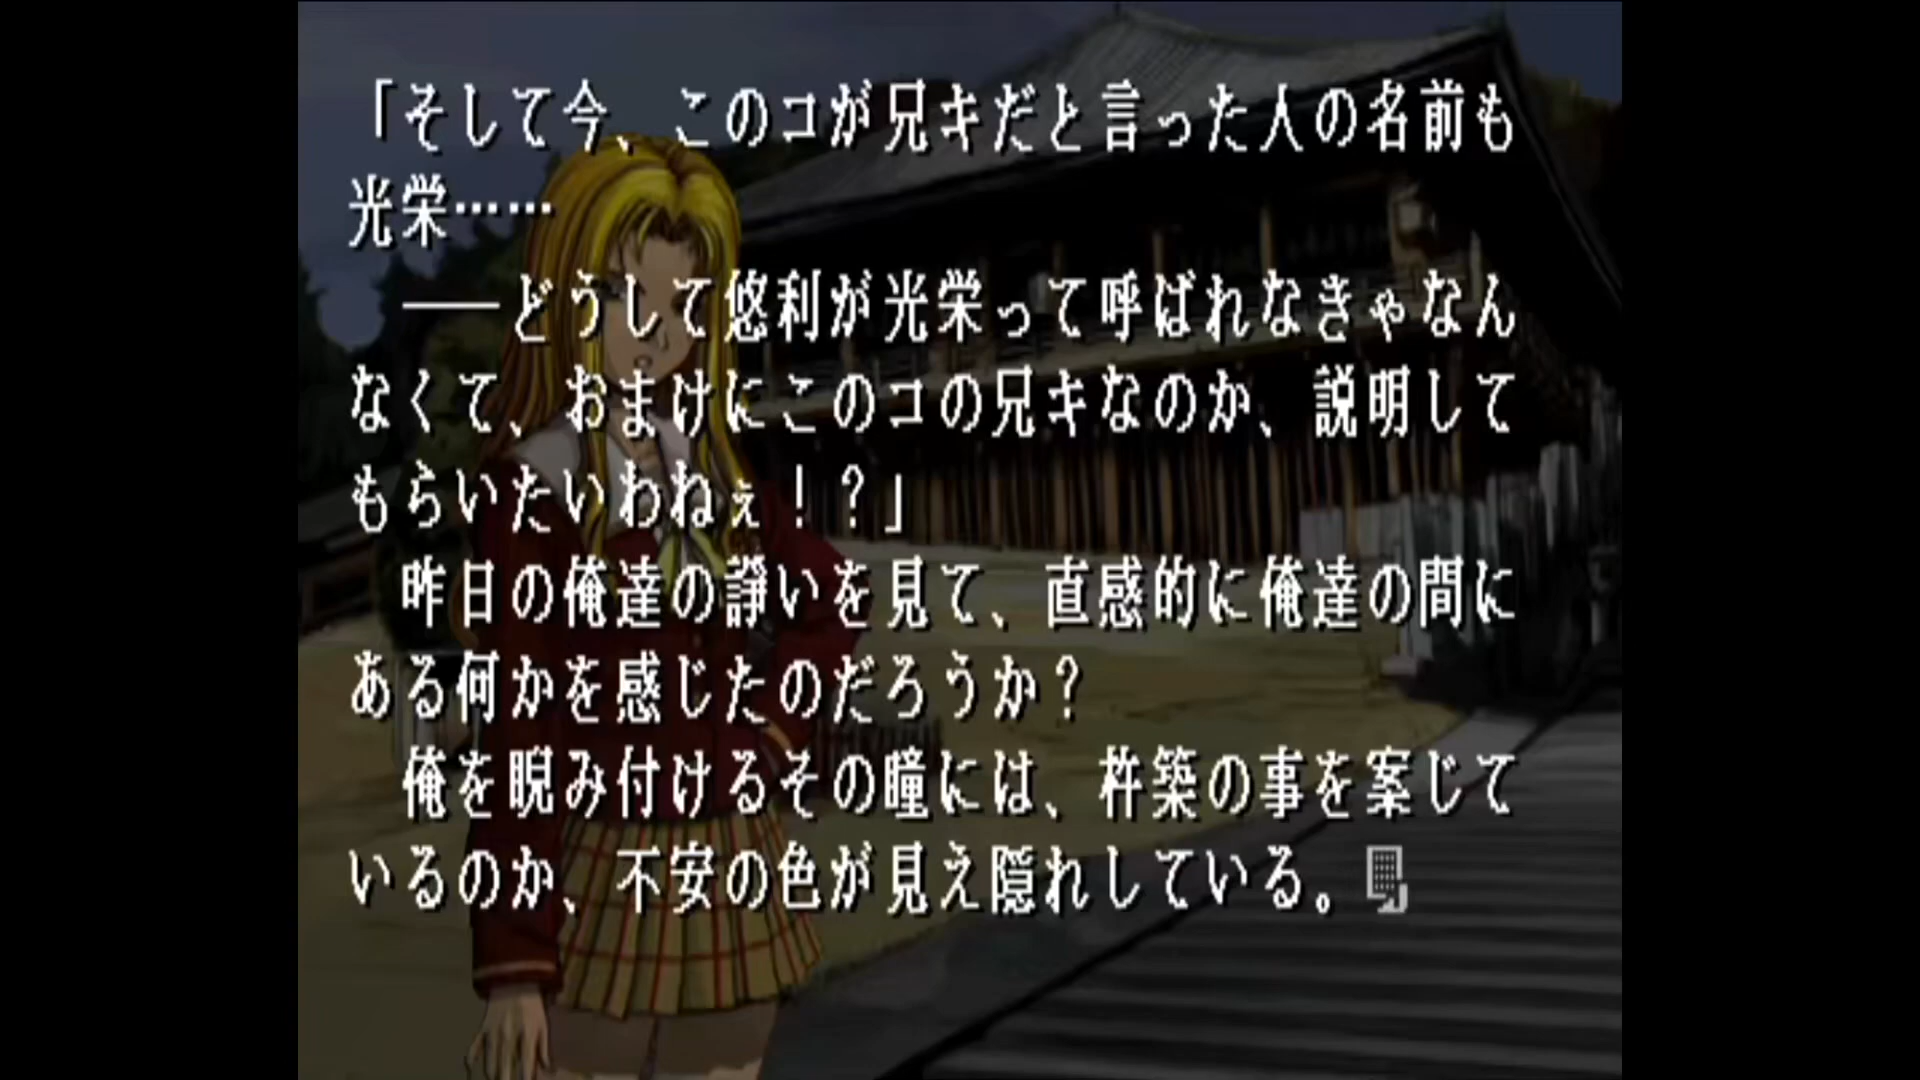 「そして今、このコが兄キだと言った人の名前も
光栄……
――どうして悠利が光栄って呼ばれなきゃなん
なくて、おまけにこのコの兄キなのか、説明して
もらいたいわねぇ！？」
昨日の俺達の諍いを見て、直感的に俺達の間に
ある何かを感じたのだろうか？
俺を睨み付けるその瞳には、杵築の事を案じて
いるのか、不安の色が見え隠れしている。